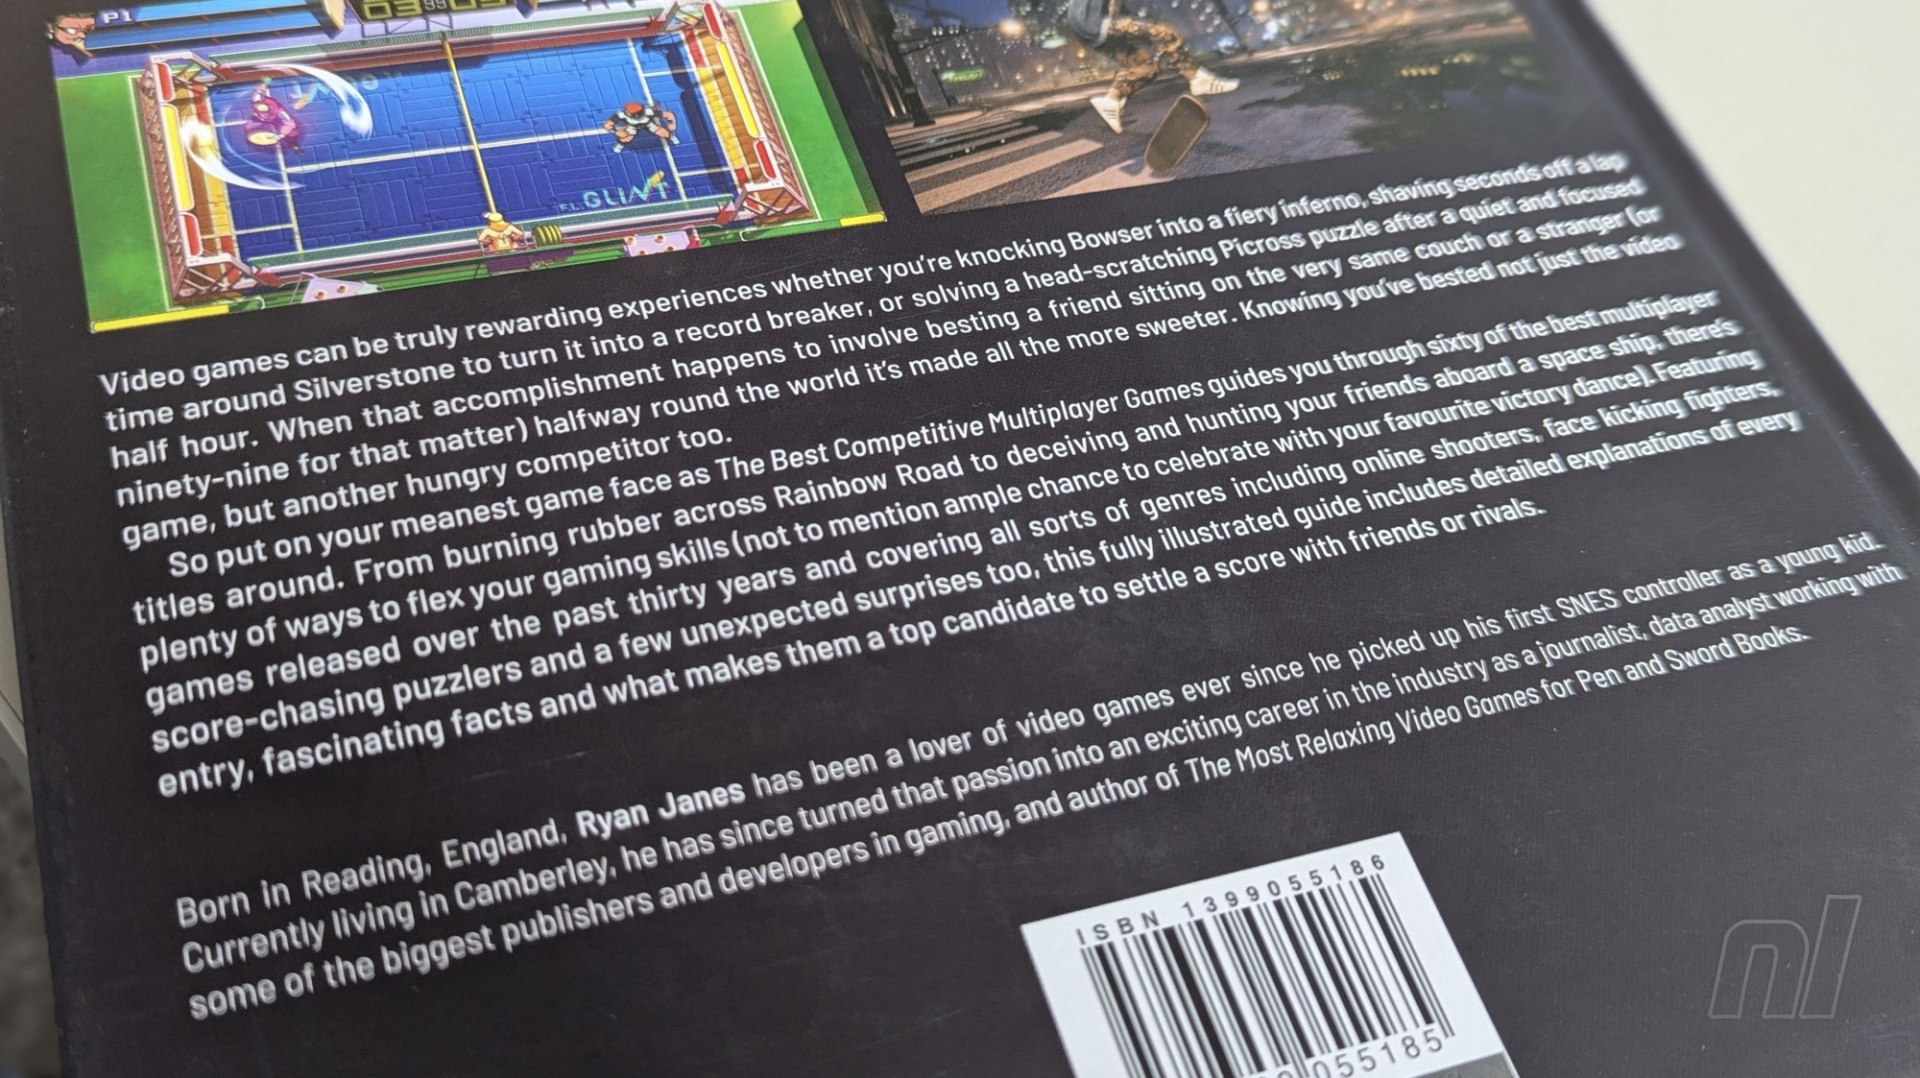 P1
03 99 03
F.L. GLINT
Video games can be truly rewarding experiences whether you're knocking Bowser into a fiery inferno, shaving seconds off a lap
time around Silverstone to turn it into a record breaker, or solving a head-scratching Picross puzzle after a quiet and focused
half hour. When that accomplishment happens to involve besting a friend sitting on the very same couch or a stranger (or
ninety-nine for that matter) halfway round the world it's made all the more sweeter. Knowing you've bested not just the video
game, but another hungry competitor too.
So put on your meanest game face as The Best Competitive Multiplayer Games guides you through sixty of the best multiplayer
titles around. From burning rubber across Rainbow Road to deceiving and hunting your friends aboard a space ship, there's
plenty of ways to flex your gaming skills (not to mention ample chance to celebrate with your favourite victory dance). Featuring
games released over the past thirty years and covering all sorts of genres including online shooters, face kicking fighters,
score-chasing puzzlers and a few unexpected surprises too, this fully illustrated guide includes detailed explanations of every
entry, fascinating facts and what makes them a top candidate to settle a score with friends or rivals.
Born in Reading, England, Ryan Janes has been a lover of video games ever since he picked up his first SNES controller as a young kid.
Currently living in Camberley, he has since turned that passion into an exciting career in the industry as a journalist, data analyst working with
some of the biggest publishers and developers in gaming, and author of The Most Relaxing Video Games for Pen and Sword Books.
ISBN 1399055186
055185
nl